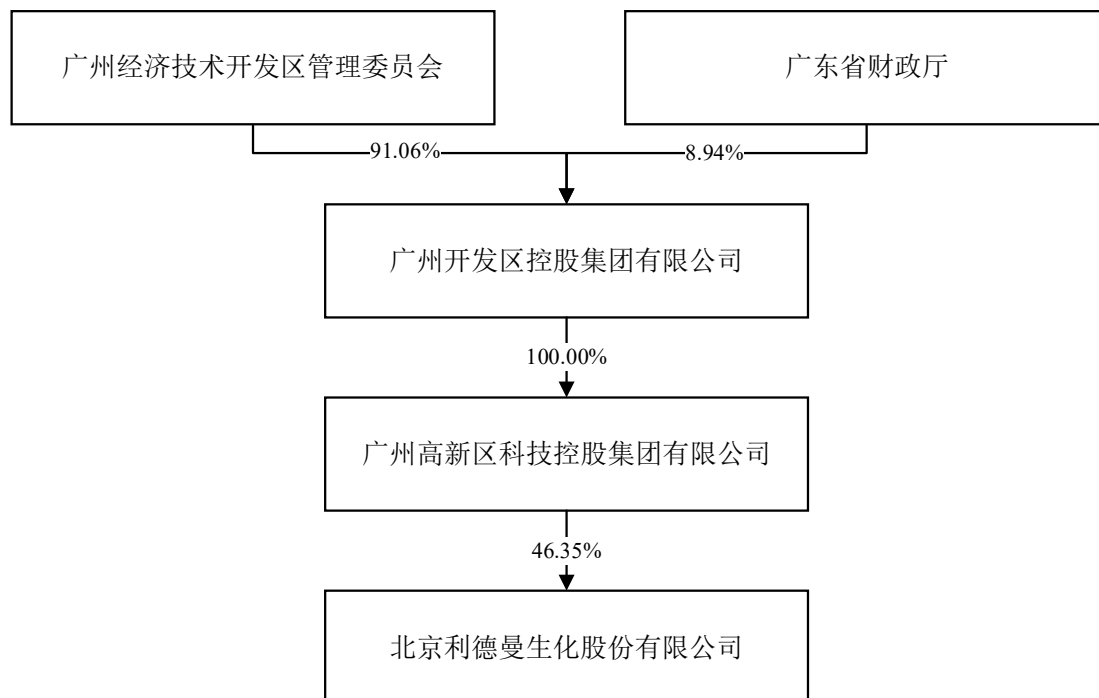 广州经济技术开发区管理委员会
广东省财政厅
91.06%
8.94%
广州开发区控股集团有限公司
100.00%
广州高新区科技控股集团有限公司
46.35%
北京利德曼生化股份有限公司